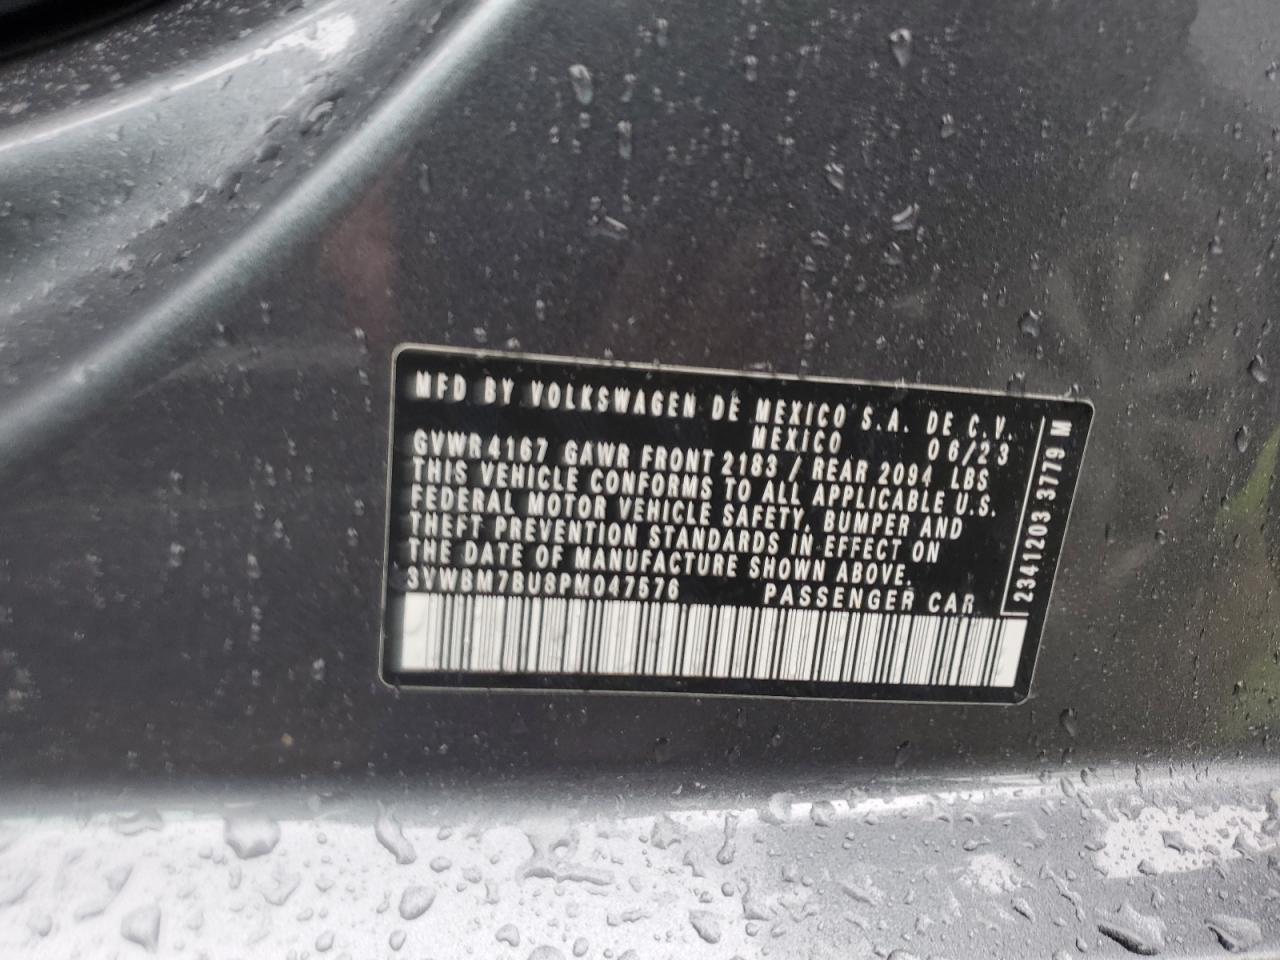 MFD BY VOLKSWAGEN DE MEXICO S.A. DE C.V.
MEXICO 06/23
GVWR 4167 GAWR FRONT 2183 / REAR 2094 LBS
THIS VEHICLE CONFORMS TO ALL APPLICABLE U.S.
FEDERAL MOTOR VEHICLE SAFETY, BUMPER AND
THEFT PREVENTION STANDARDS IN EFFECT ON
THE DATE OF MANUFACTURE SHOWN ABOVE.
3VWBM7BU8PM047576 PASSENGER CAR
2341203 3779 M